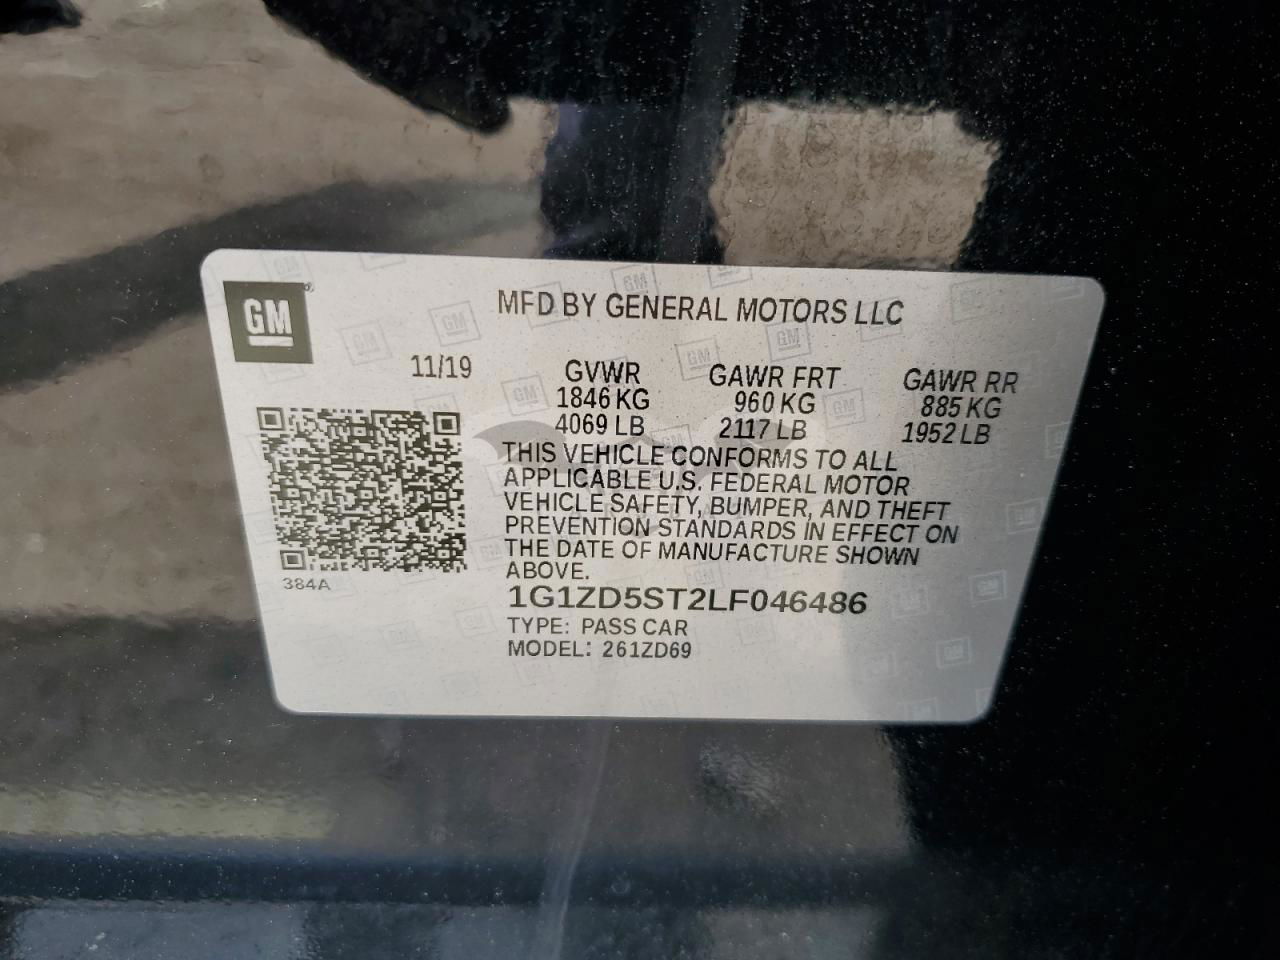 GM
MFD BY GENERAL MOTORS LLC
11/19
GVWR GAWR FRT GAWR RR
1846 KG 960 KG 885 KG
4069 LB 2117 LB 1952 LB
THIS VEHICLE CONFORMS TO ALL
APPLICABLE U.S. FEDERAL MOTOR
VEHICLE SAFETY, BUMPER, AND THEFT
PREVENTION STANDARDS IN EFFECT ON
THE DATE OF MANUFACTURE SHOWN
ABOVE.
384A
1G1ZD5ST2LF046486
TYPE: PASS CAR
MODEL: 261ZD69